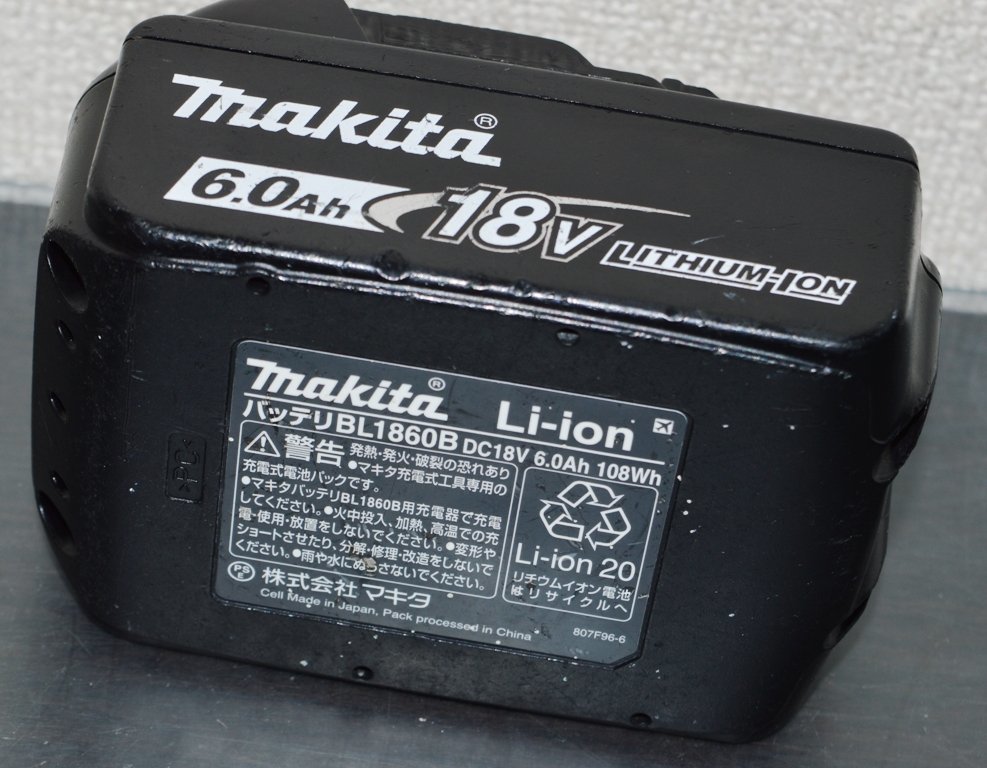 makita®
6.0Ah 18V LITHIUM-ION
makita® Li-ion
バッテリBL1860B DC18V 6.0Ah 108Wh
警告 発熱・発火・破裂の恐れあり
●マキタ充電式工具専用の
充電式電池パックです。
●マキタバッテリBL1860B用充電器で充電
してください。●火中投入、加熱、高温での充
電・使用・放置をしないでください。●変形や
ショートさせたり、分解・修理・改造をしないで
ください。●雨や水にぬらさないでください。
Li-ion 20
リチウムイオン電池
はリサイクルへ
PS
E 株式会社 マキタ
Cell Made in Japan, Pack processed in China
807F96-6
>PC<